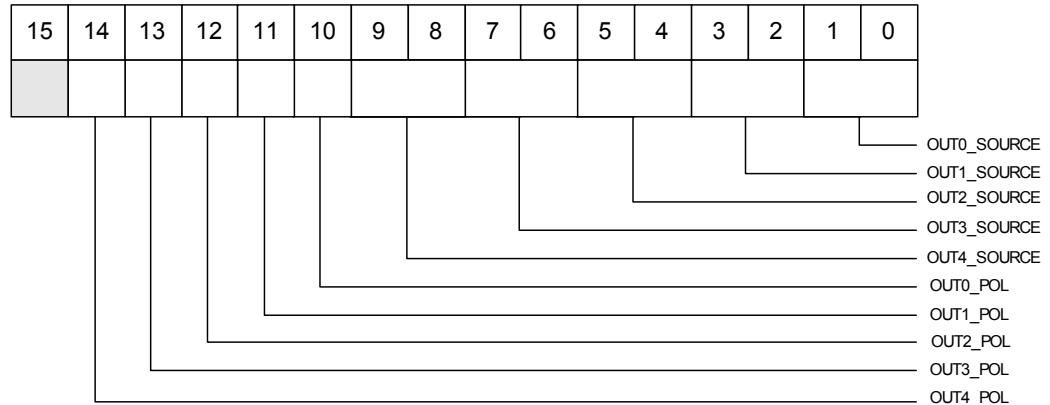 15 14 13 12 11 10 9 8 7 6 5 4 3 2 1 0
OUT0_SOURCE
OUT1_SOURCE
OUT2_SOURCE
OUT3_SOURCE
OUT4_SOURCE
OUT0_POL
OUT1_POL
OUT2_POL
OUT3_POL
OUT4_POL